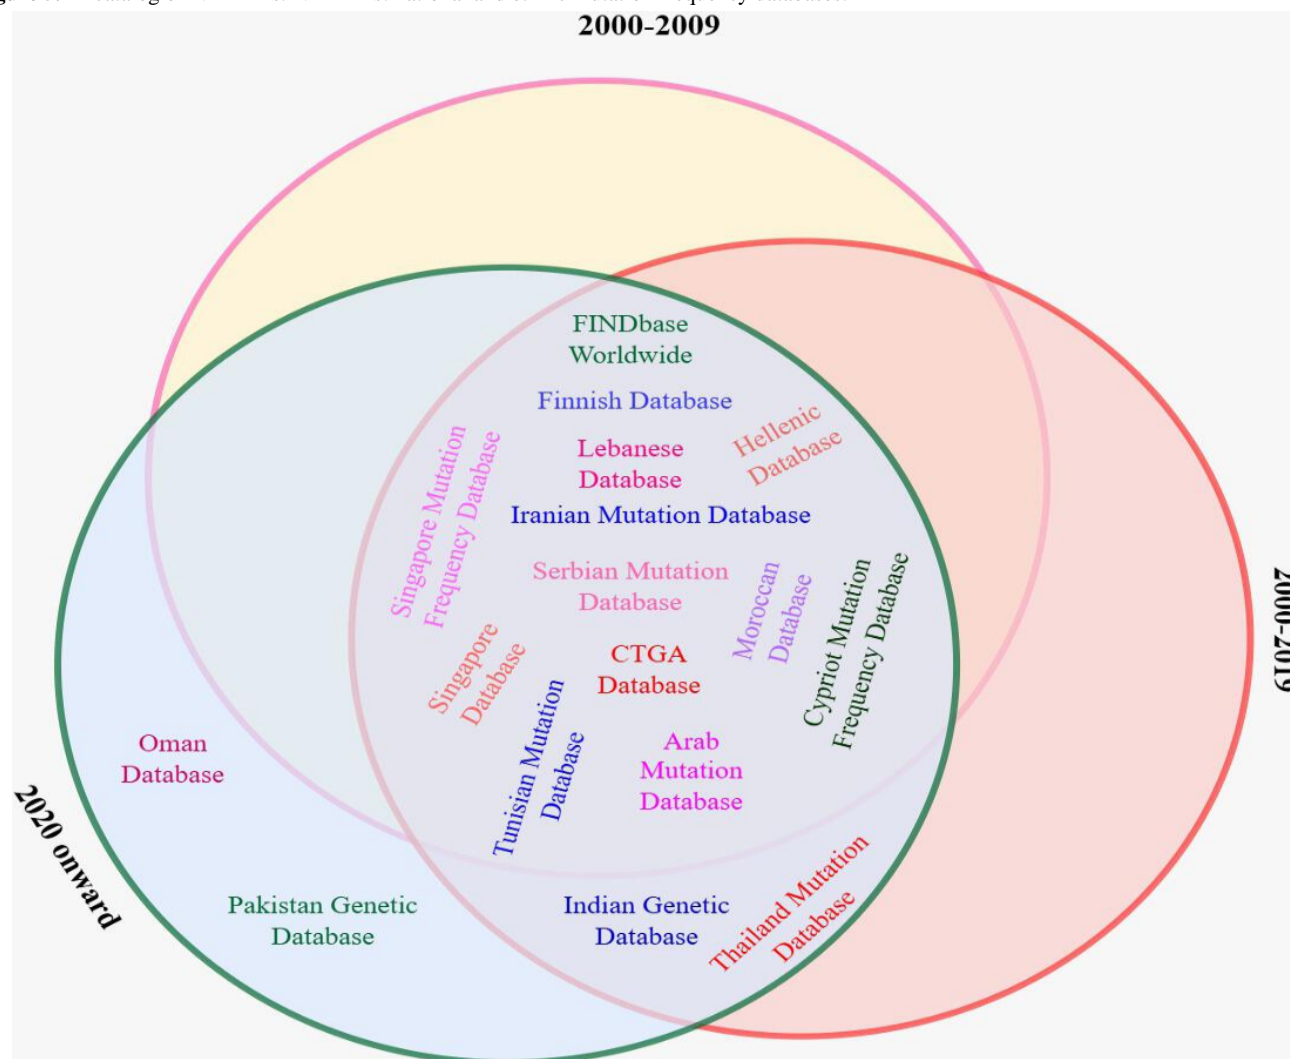 2000-2009
FINDbase
Worldwide
Finnish Database
Hellenic
Database
Lebanese
Database
Singapore Mutation
Frequency Database
Iranian Mutation Database
Serbian Mutation
Database
Moroccan
Database
Cypriot Mutation
Frequency Database
2000-2019
Singapore
Database
CTGA
Database
Tunisian Mutation
Database
Arab
Mutation
Database
Oman
Database
2020 onward
Pakistan Genetic
Database
Indian Genetic
Database
Thailand Mutation
Database